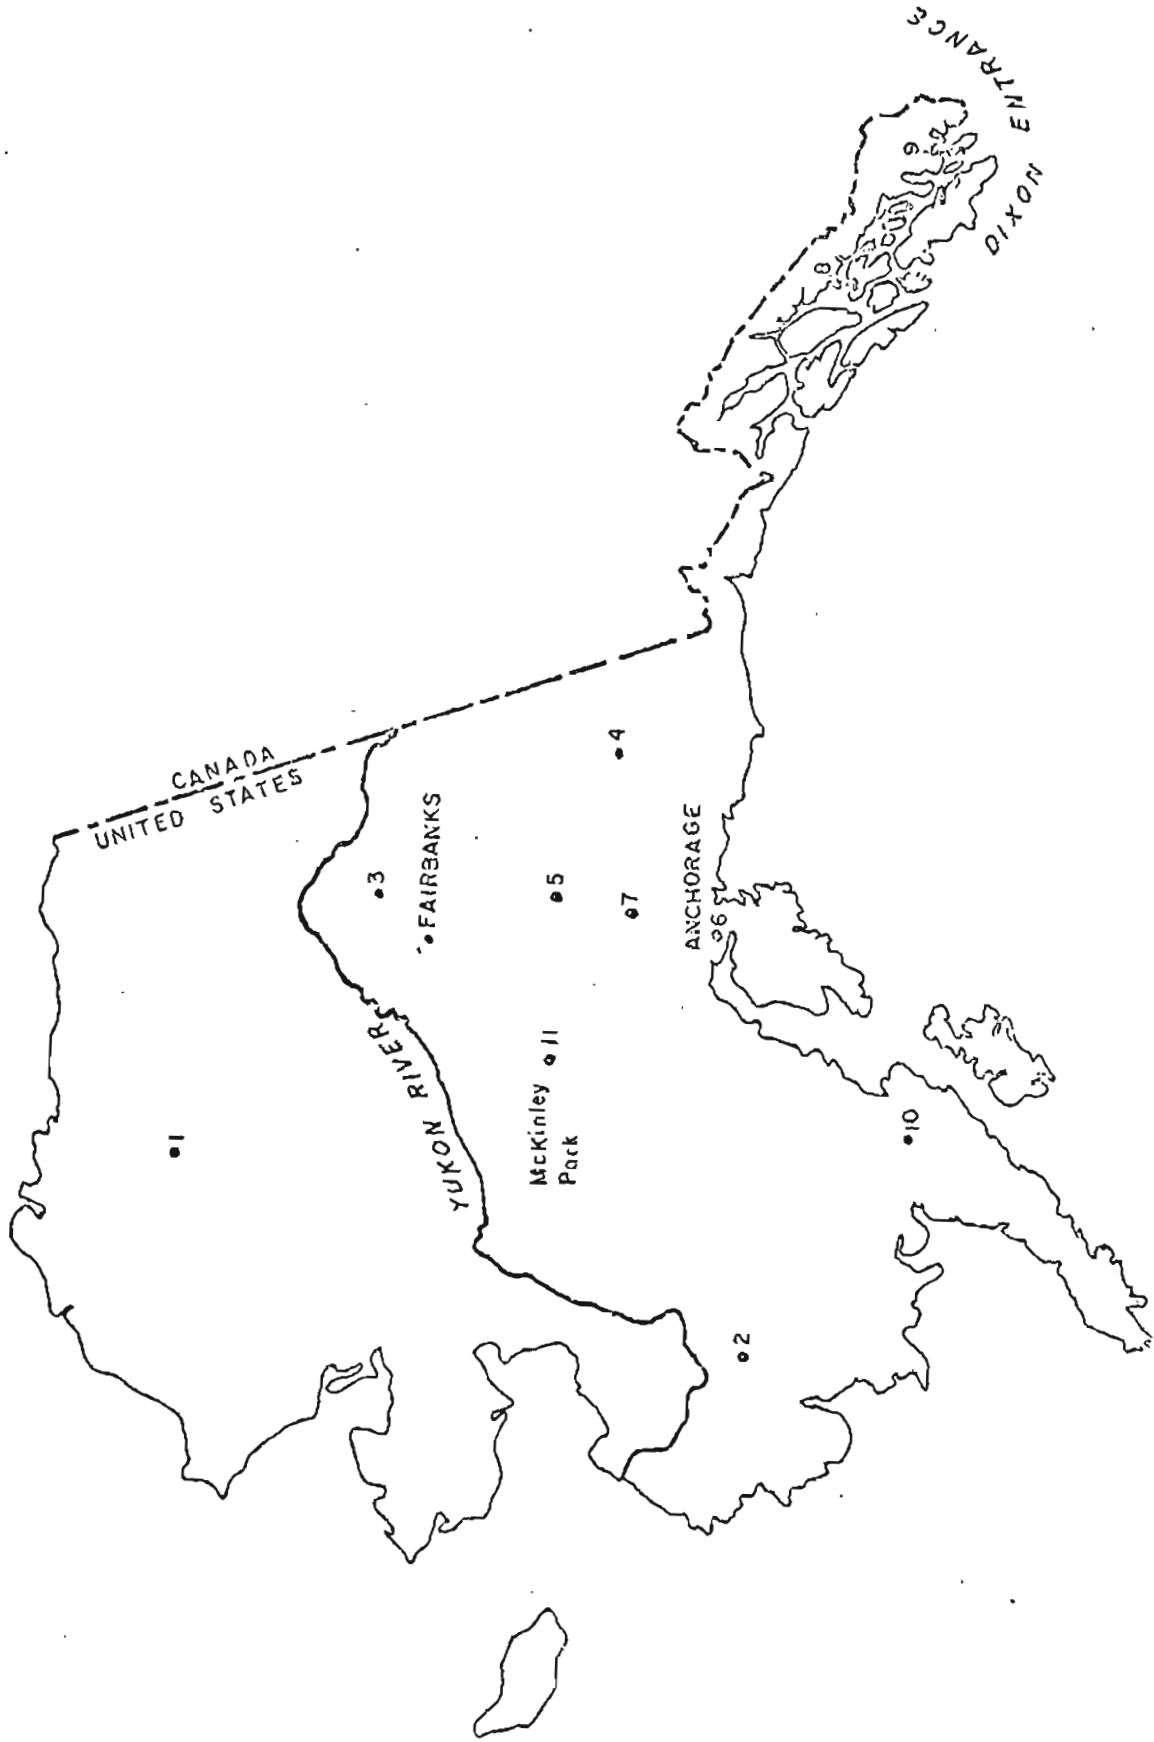 CANADA
UNITED STATES
YUKON RIVER
FAIRBANKS
McKinley
Park
ANCHORAGE
DIXON ENTRANCE
1
2
3
4
5
6
7
8
9
10
11